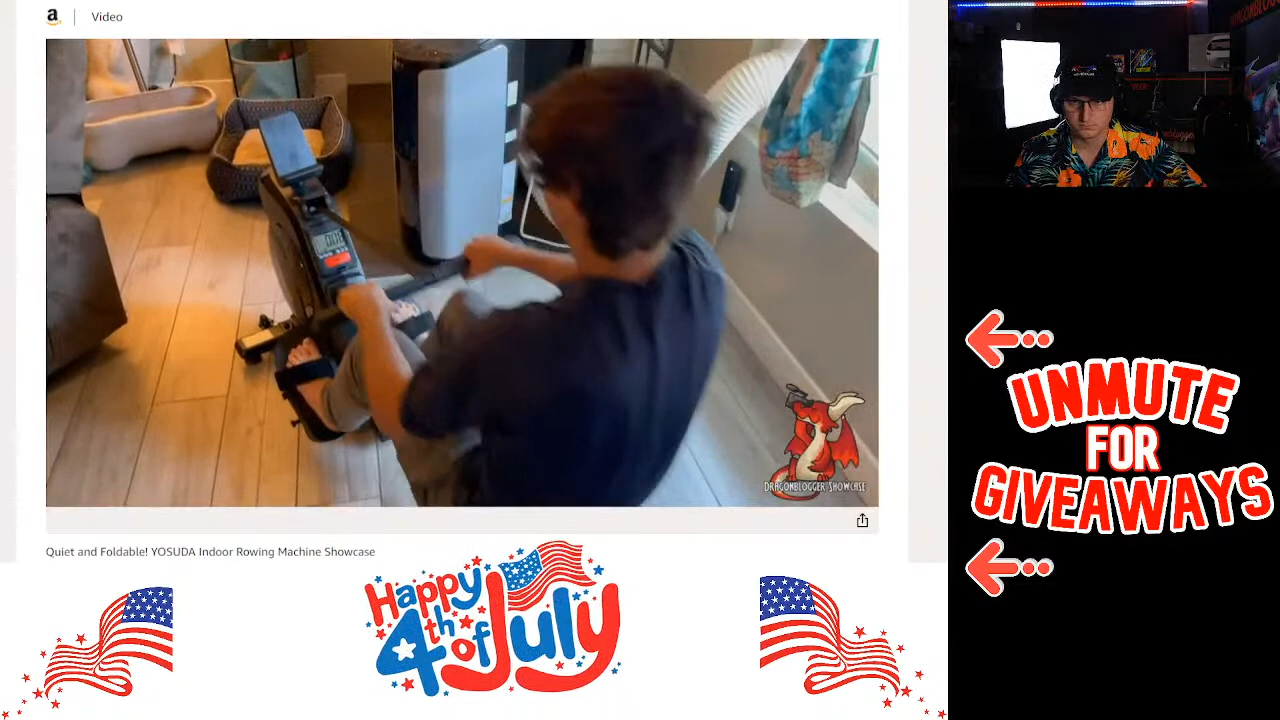 a
Video
DRAGONBLOGGER SHOWCASE
Quiet and Foldable! YOSUDA Indoor Rowing Machine Showcase
Happy
4th of July
UNMUTE
FOR
GIVEAWAYS